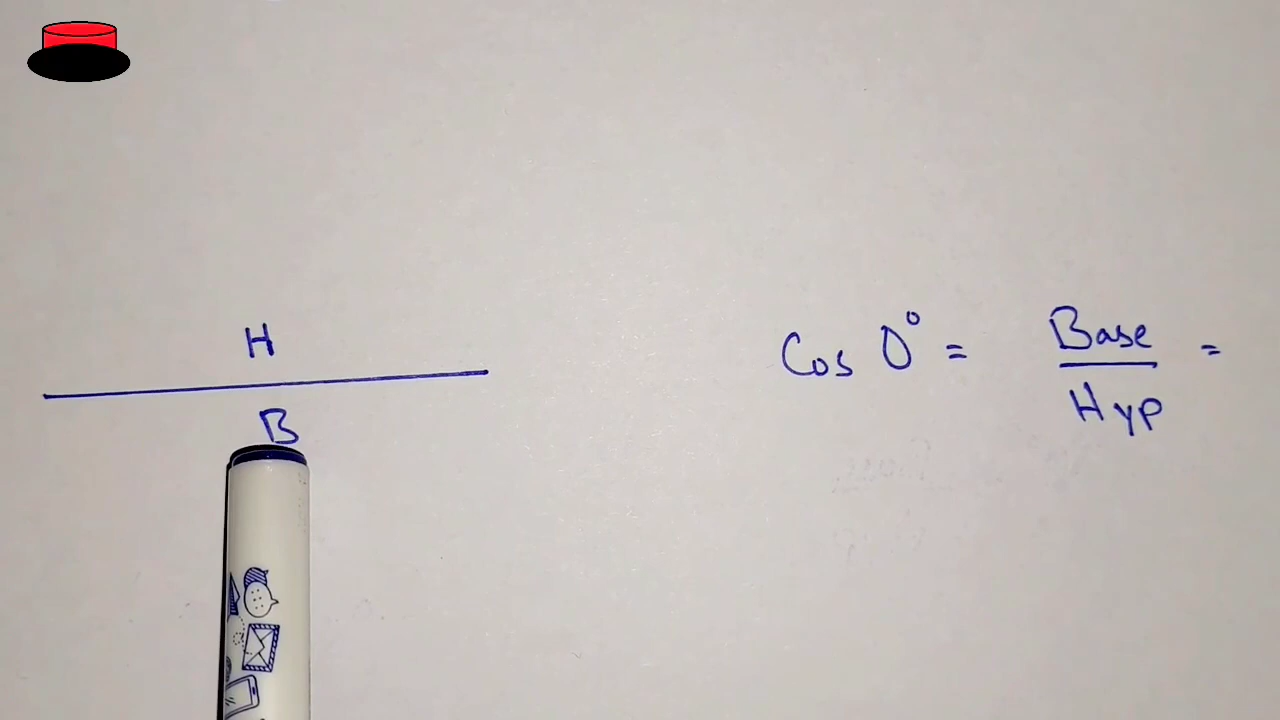 H
B
Cos 0° = Base / Hyp =